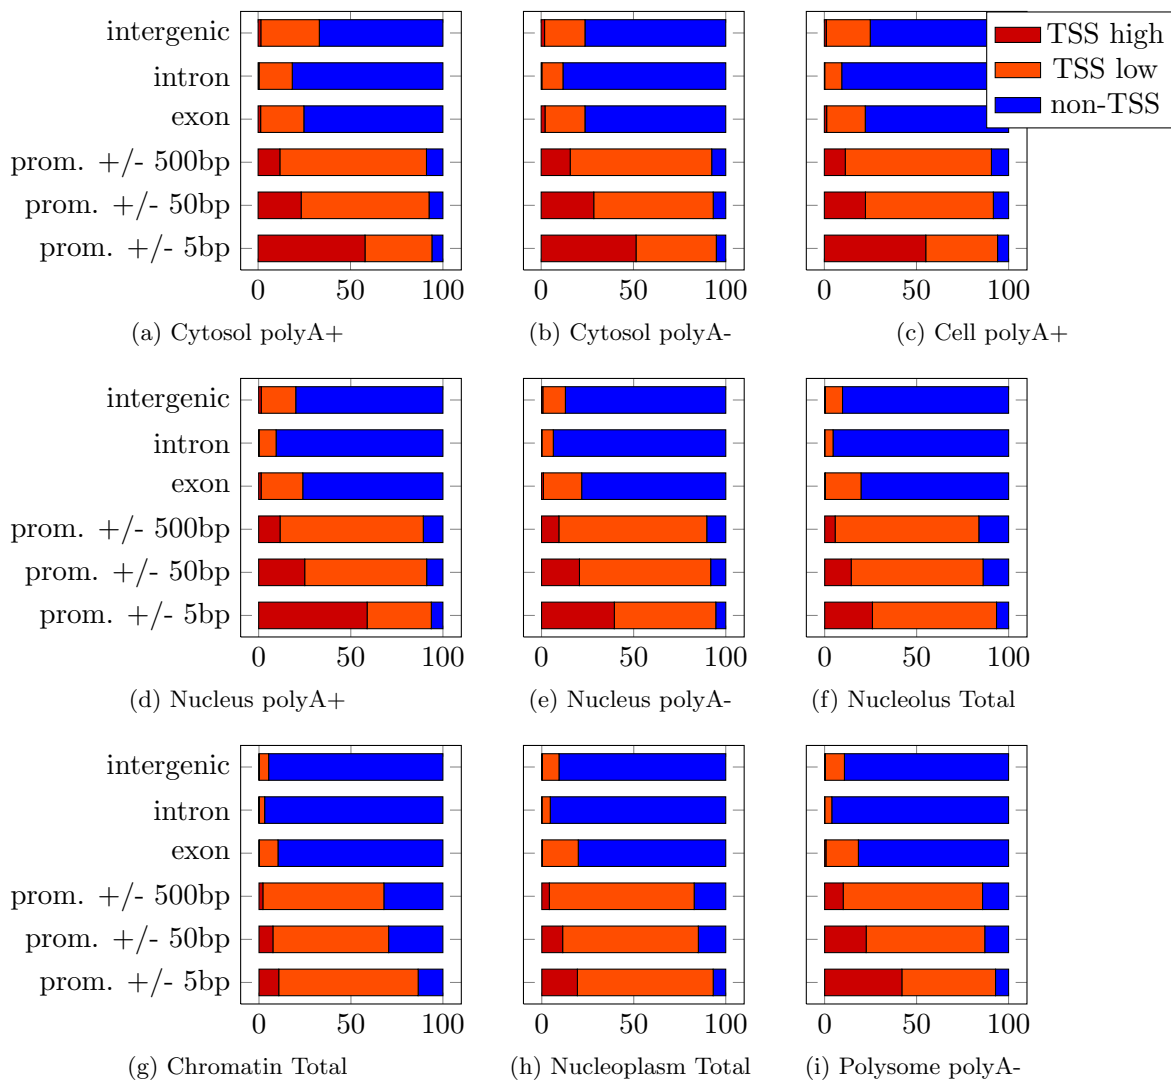 intergenic
intron
exon
prom. +/- 500bp
prom. +/- 50bp
prom. +/- 5bp
0 50 100
(a) Cytosol polyA+
0 50 100
(b) Cytosol polyA-
TSS high
TSS low
non-TSS
0 50 100
(c) Cell polyA+
intergenic
intron
exon
prom. +/- 500bp
prom. +/- 50bp
prom. +/- 5bp
0 50 100
(d) Nucleus polyA+
0 50 100
(e) Nucleus polyA-
0 50 100
(f) Nucleolus Total
intergenic
intron
exon
prom. +/- 500bp
prom. +/- 50bp
prom. +/- 5bp
0 50 100
(g) Chromatin Total
0 50 100
(h) Nucleoplasm Total
0 50 100
(i) Polysome polyA-